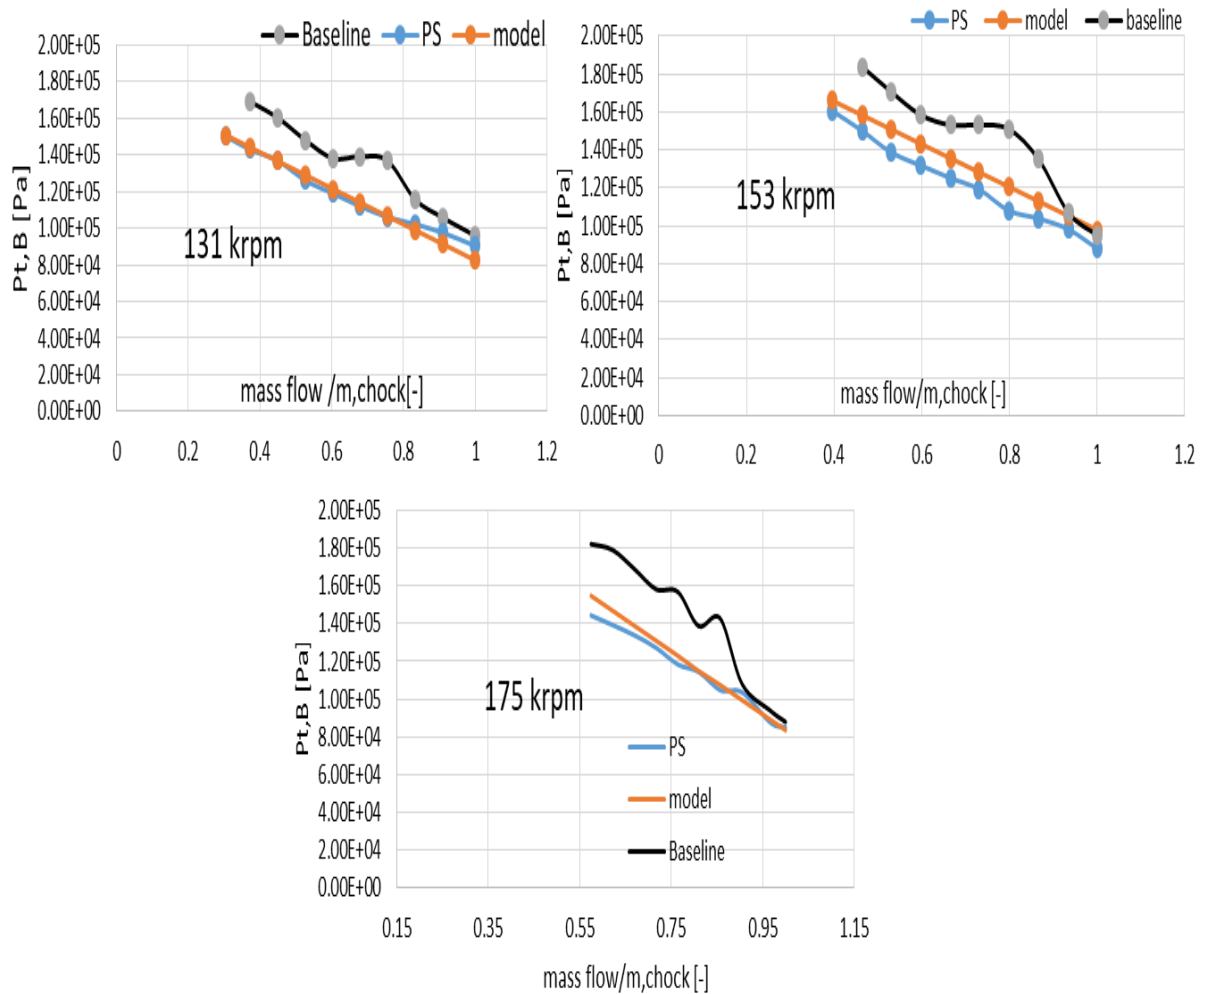 Baseline PS model
2.00E+05
1.80E+05
1.60E+05
1.40E+05
1.20E+05
1.00E+05
8.00E+04
6.00E+04
4.00E+04
2.00E+04
0.00E+00
Pt,B [Pa]
131 krpm
mass flow /m,chock[-]
0 0.2 0.4 0.6 0.8 1 1.2
PS model baseline
2.00E+05
1.80E+05
1.60E+05
1.40E+05
1.20E+05
1.00E+05
8.00E+04
6.00E+04
4.00E+04
2.00E+04
0.00E+00
Pt,B [Pa]
153 krpm
mass flow/m,chock [-]
0 0.2 0.4 0.6 0.8 1 1.2
2.00E+05
1.80E+05
1.60E+05
1.40E+05
1.20E+05
1.00E+05
8.00E+04
6.00E+04
4.00E+04
2.00E+04
0.00E+00
Pt,B [Pa]
175 krpm
PS
model
Baseline
0.15 0.35 0.55 0.75 0.95 1.15
mass flow/m,chock [-]